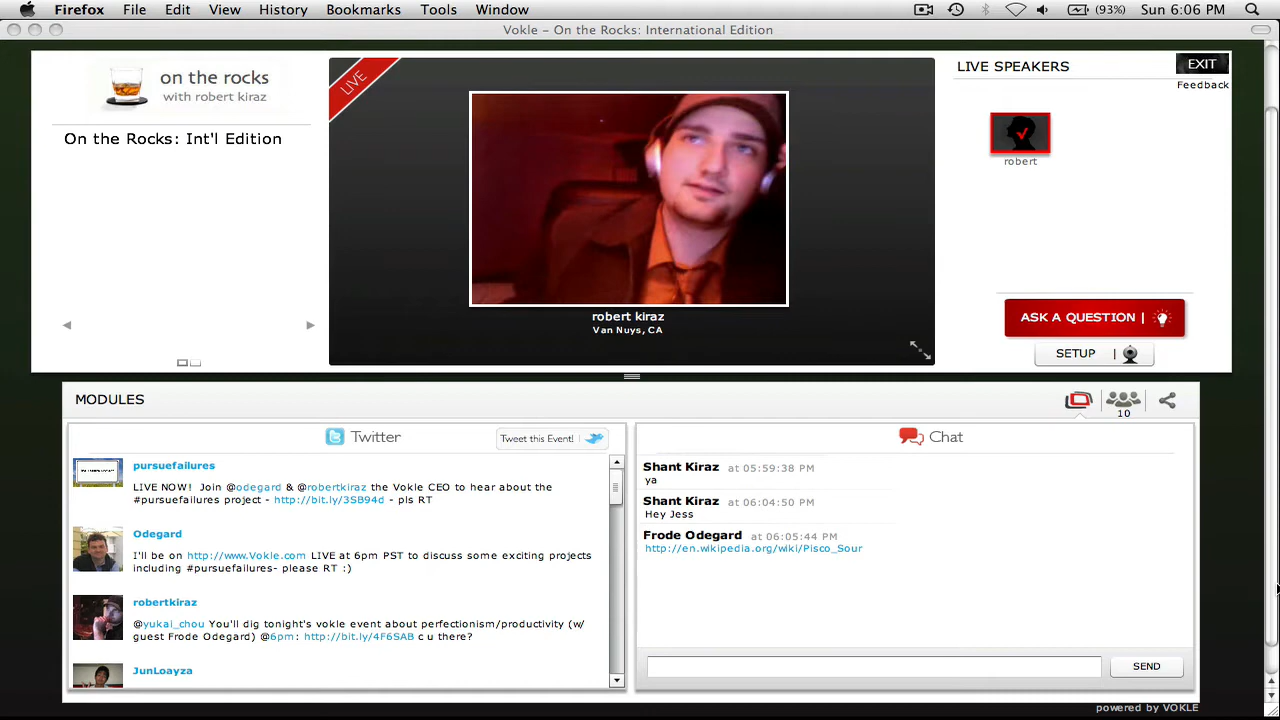 Firefox File Edit View History Bookmarks Tools Window (93%) Sun 6:06 PM
Vokle – On the Rocks: International Edition
on the rocks
with robert kiraz
On the Rocks: Int'l Edition
LIVE
robert kiraz
Van Nuys, CA
LIVE SPEAKERS
EXIT
Feedback
robert
ASK A QUESTION |
SETUP |
MODULES
10
Twitter
Tweet this Event!
pursuefailures
LIVE NOW! Join @odegard & @robertkiraz the Vokle CEO to hear about the
#pursuefailures project - http://bit.ly/3SB94d - pls RT
Odegard
I'll be on http://www.Vokle.com LIVE at 6pm PST to discuss some exciting projects
including #pursuefailures- please RT :)
robertkiraz
@yukai_chou You'll dig tonight's vokle event about perfectionism/productivity (w/
guest Frode Odegard) @6pm: http://bit.ly/4F6SAB c u there?
JunLoayza
Chat
Shant Kiraz at 05:59:38 PM
ya
Shant Kiraz at 06:04:50 PM
Hey Jess
Frode Odegard at 06:05:44 PM
http://en.wikipedia.org/wiki/Pisco_Sour
SEND
powered by VOKLE